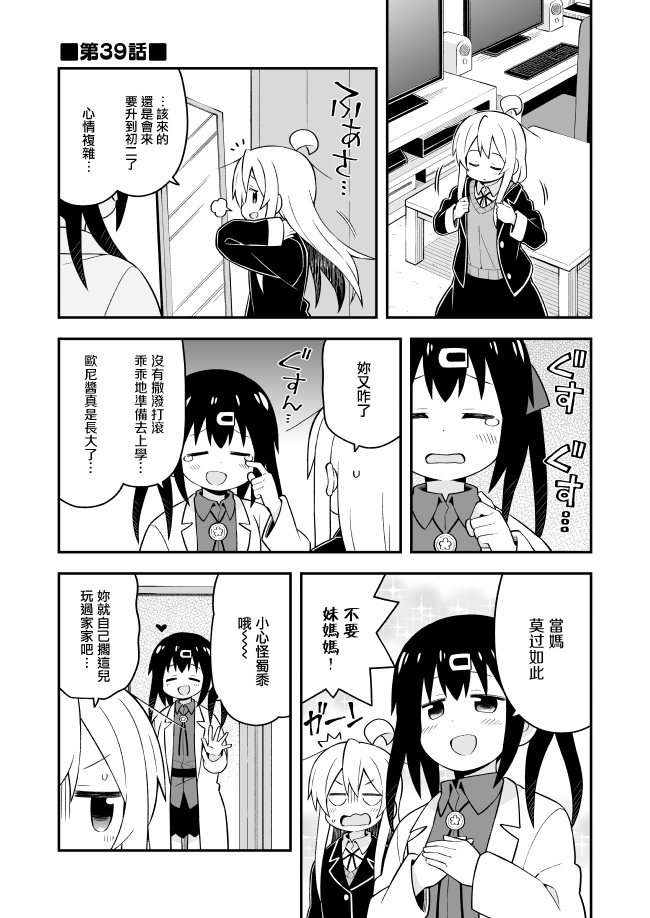 ■第39話■
ふぁさ…
…該來的
還是會來
要升到初二了
心情複雜…
ぐす
ぐす…
妳又咋了
ぐすん…
沒有撒潑打滾
乖乖地準備去上學…
歐尼醬真是長大了…
當媽
莫过如此
不要
妹媽媽！
ガーン
小心怪蜀黍
哦～～
妳就自己擱這兒
玩過家家吧…